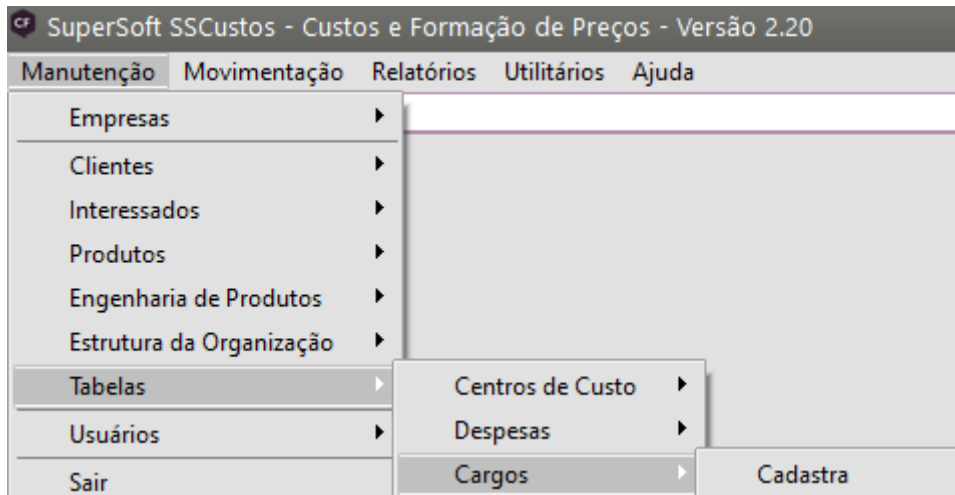 CF SuperSoft SSCustos - Custos e Formação de Preços - Versão 2.20
Manutenção Movimentação Relatórios Utilitários Ajuda
Empresas
Clientes
Interessados
Produtos
Engenharia de Produtos
Estrutura da Organização
Tabelas
Usuários
Sair
Centros de Custo
Despesas
Cargos
Cadastra